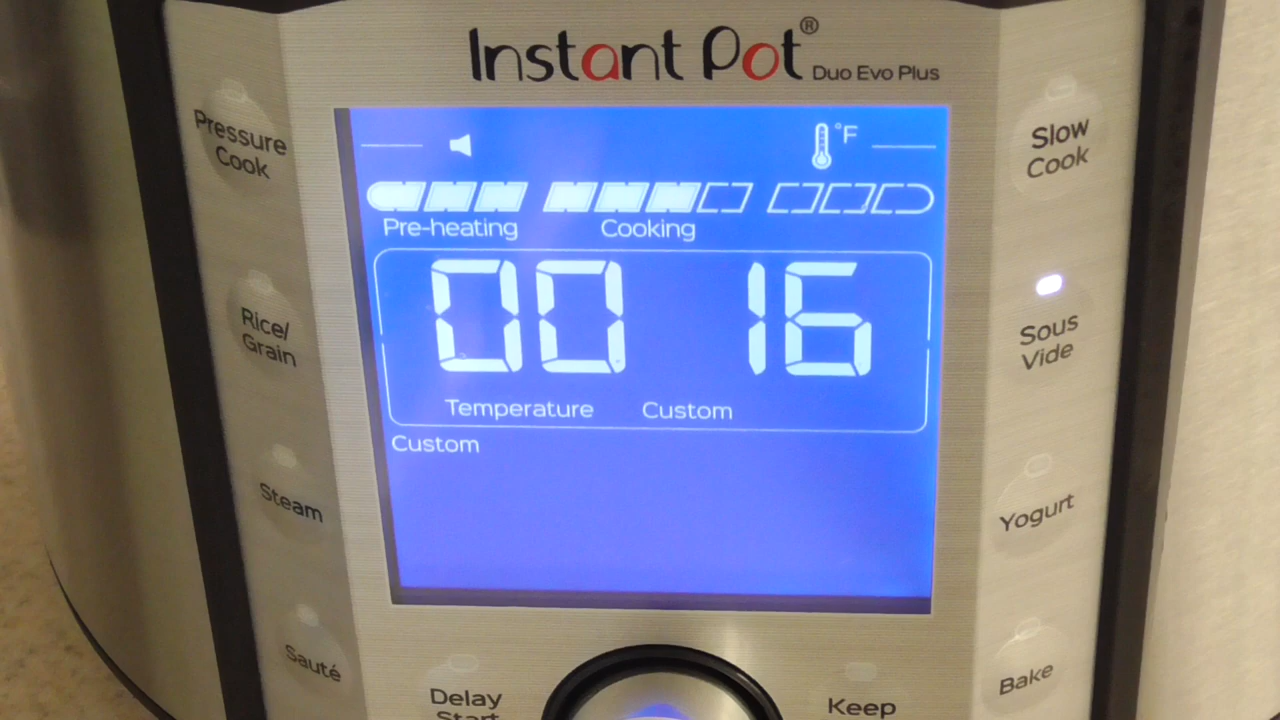 Instant Pot®
Duo Evo Plus
Pressure
Cook
Rice/
Grain
Steam
Sauté
°F
Pre-heating Cooking
00 16
Temperature Custom
Custom
Slow
Cook
Sous
Vide
Yogurt
Bake
Delay
Start
Keep